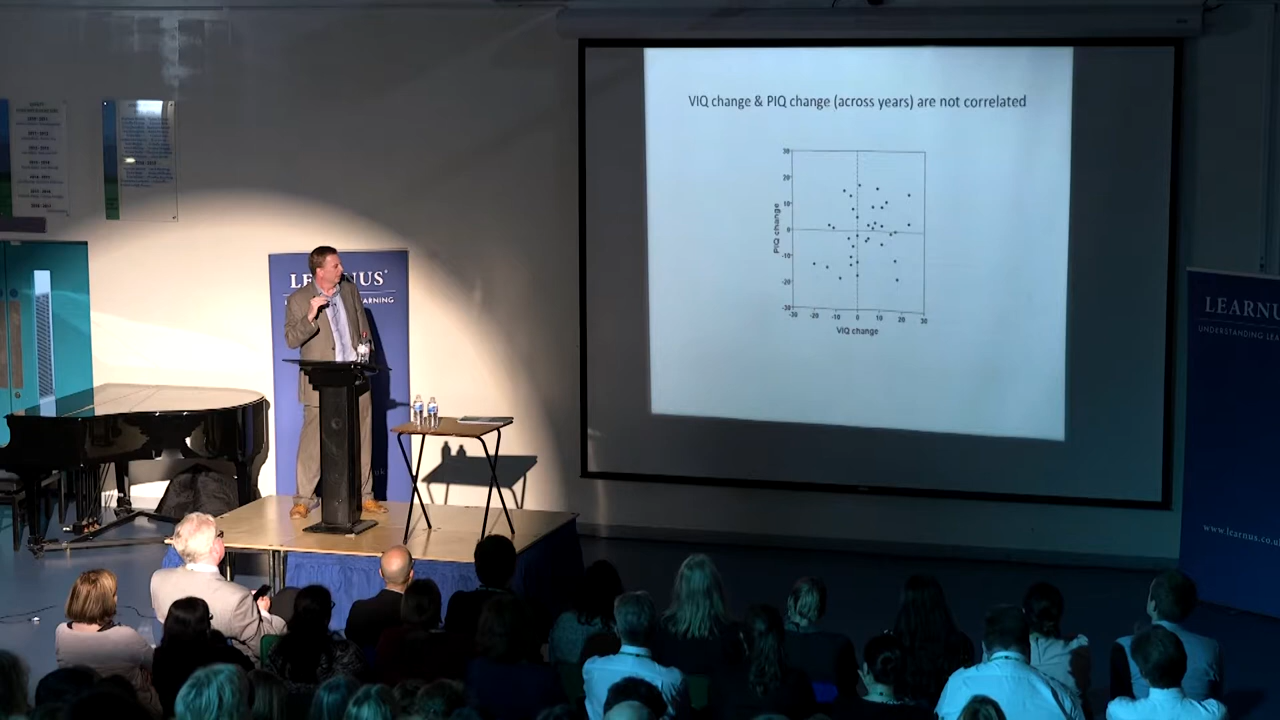 VIQ change & PIQ change (across years) are not correlated
30
20
10
0
-10
-20
-30
PIQ change
-30 -20 -10 0 10 20 30
VIQ change
LEARNUS
ARNING
LEARNUS
UNDERSTANDING LEA
www.learnus.co.u